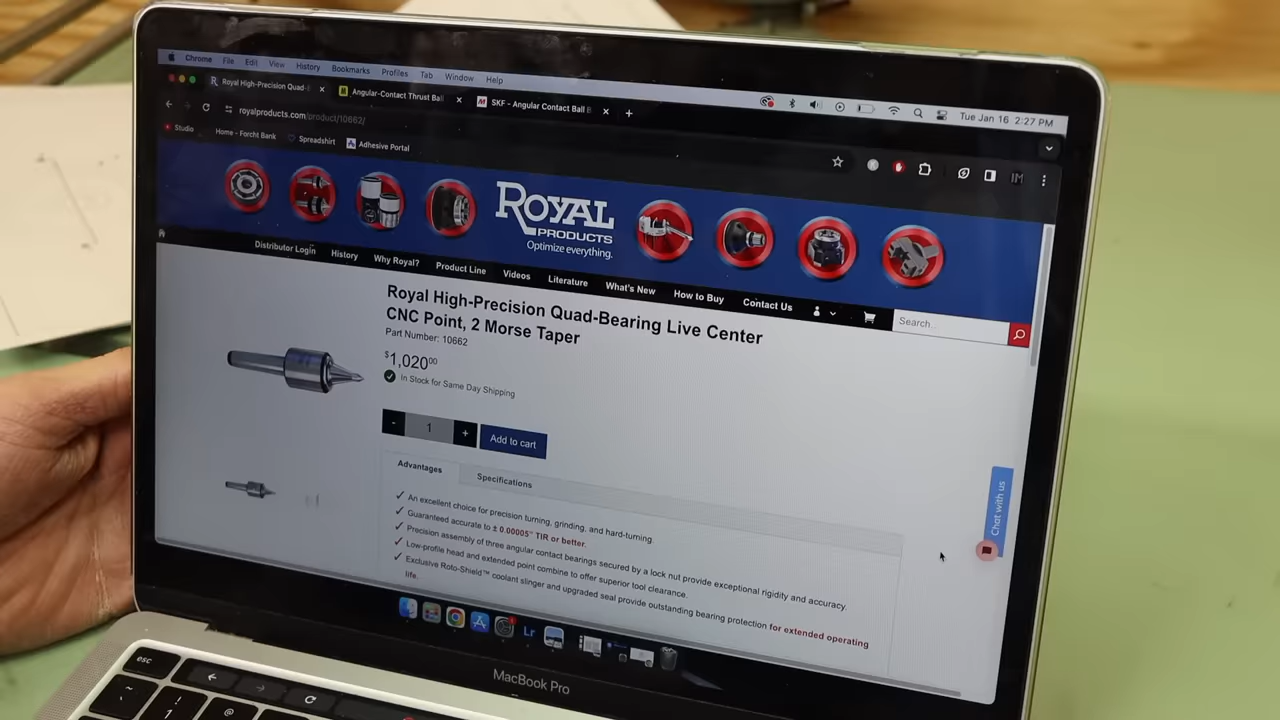 Chrome File Edit View History Bookmarks Profiles Tab Window Help
Tue Jan 16 2:27 PM
Royal High-Precision Quad-
Angular-Contact Thrust Ball
SKF - Angular Contact Ball B
royalproducts.com/product/10662/
Studio Home - Forcht Bank Spreadshirt Adhesive Portal
ROYAL
PRODUCTS
Optimize everything.
Distributor Login History Why Royal? Product Line Videos Literature What's New How to Buy Contact Us Search..
Royal High-Precision Quad-Bearing Live Center
CNC Point, 2 Morse Taper
Part Number: 10662
$1,020.00
In Stock for Same Day Shipping
- 1 + Add to cart
Advantages Specifications
An excellent choice for precision turning, grinding, and hard-turning.
Guaranteed accurate to ± 0.00005" TIR or better.
Precision assembly of three angular contact bearings secured by a lock nut provide exceptional rigidity and accuracy.
Low-profile head and extended point combine to offer superior tool clearance.
Exclusive Roto-Shield™ coolant slinger and upgraded seal provide outstanding bearing protection for extended operating
life.
Chat with us
Lr
MacBook Pro
esc
~
!
1
@